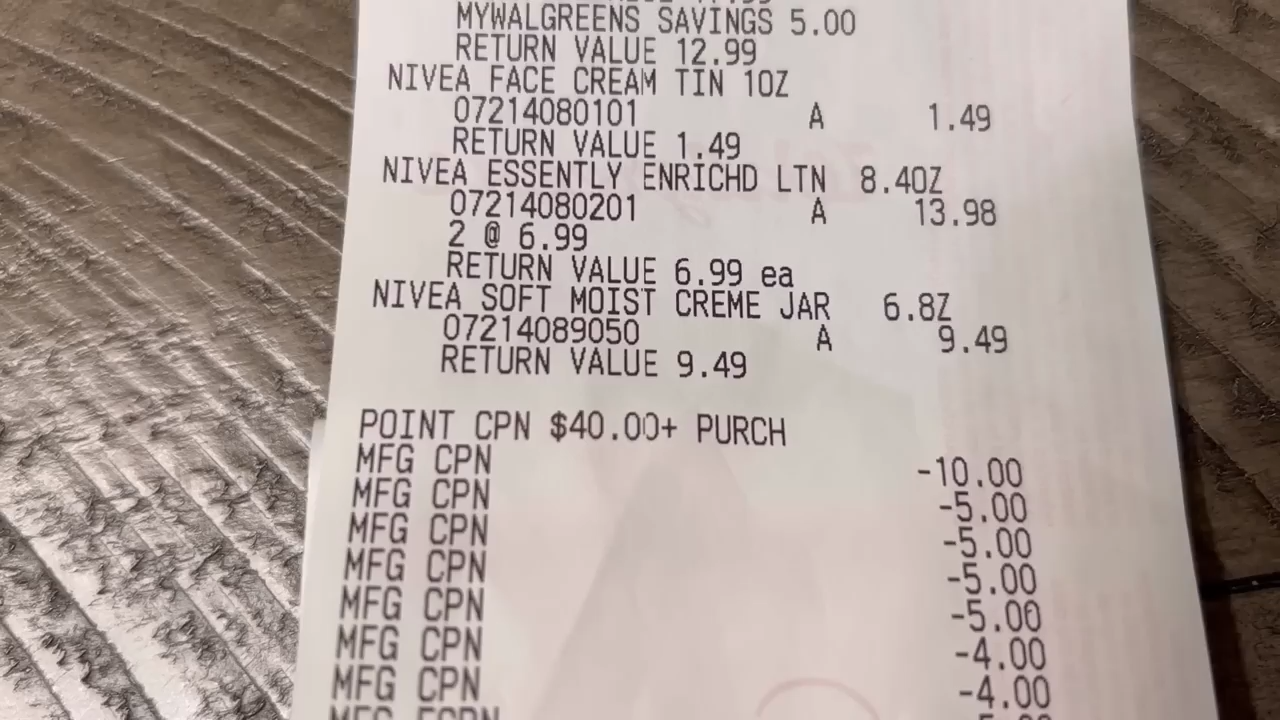 MYWALGREENS SAVINGS 5.00
RETURN VALUE 12.99
NIVEA FACE CREAM TIN 1OZ
07214080101 A 1.49
RETURN VALUE 1.49
NIVEA ESSENTLY ENRICHD LTN 8.4OZ
07214080201 A 13.98
2 @ 6.99
RETURN VALUE 6.99 ea
NIVEA SOFT MOIST CREME JAR 6.8Z
07214089050 A 9.49
RETURN VALUE 9.49
POINT CPN $40.00+ PURCH
MFG CPN -10.00
MFG CPN -5.00
MFG CPN -5.00
MFG CPN -5.00
MFG CPN -5.00
MFG CPN -4.00
MFG CPN -4.00
MFG